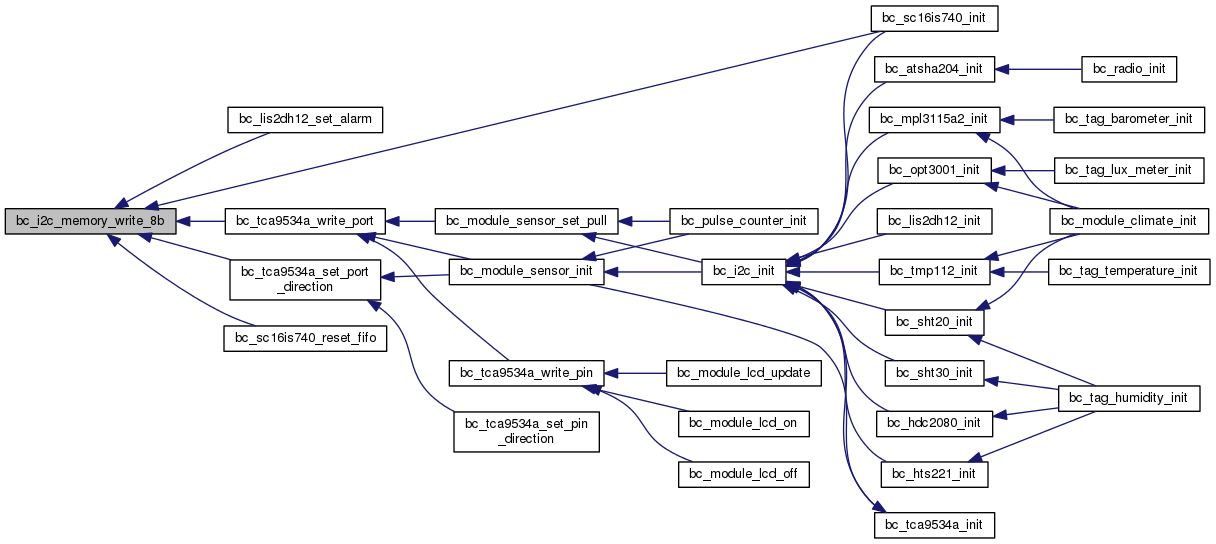 bc_sc16is740_init
bc_atsha204_init
bc_radio_init
bc_lis2dh12_set_alarm
bc_mpl3115a2_init
bc_tag_barometer_init
bc_opt3001_init
bc_tag_lux_meter_init
bc_i2c_memory_write_8b
bc_tca9534a_write_port
bc_module_sensor_set_pull
bc_pulse_counter_init
bc_lis2dh12_init
bc_module_climate_init
bc_tca9534a_set_port
_direction
bc_module_sensor_init
bc_i2c_init
bc_tmp112_init
bc_tag_temperature_init
bc_sht20_init
bc_sc16is740_reset_fifo
bc_tca9534a_write_pin
bc_module_lcd_update
bc_sht30_init
bc_tag_humidity_init
bc_tca9534a_set_pin
_direction
bc_module_lcd_on
bc_hdc2080_init
bc_module_lcd_off
bc_hts221_init
bc_tca9534a_init